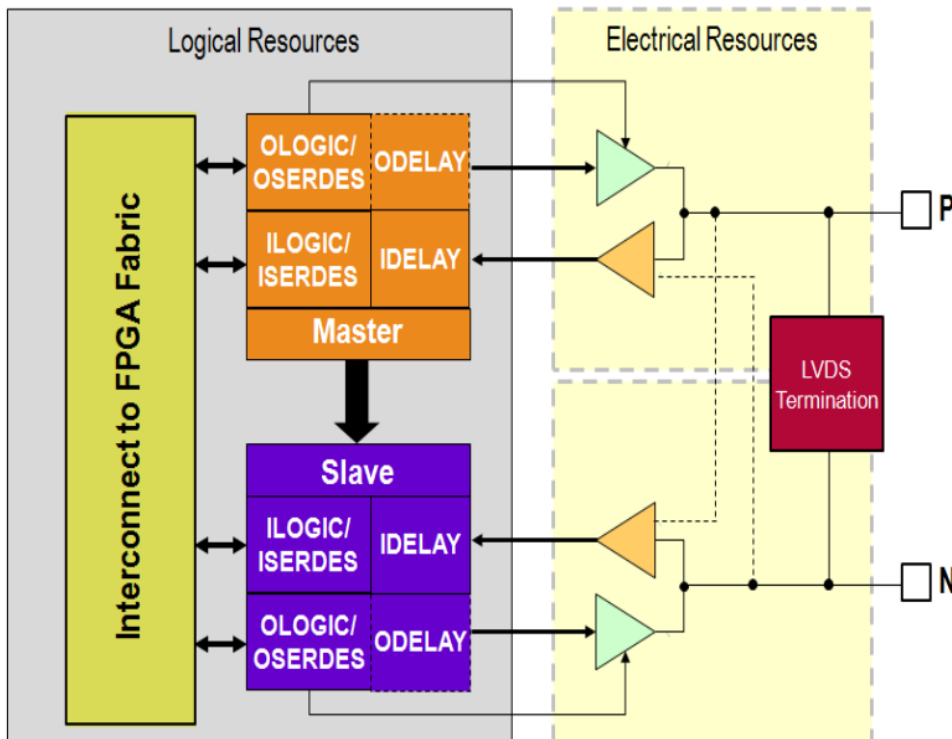 Logical Resources
Electrical Resources
Interconnect to FPGA Fabric
OLOGIC/
OSERDES
ODELAY
ILOGIC/
ISERDES
IDELAY
Master
P
LVDS
Termination
Slave
ILOGIC/
ISERDES
IDELAY
OLOGIC/
OSERDES
ODELAY
N